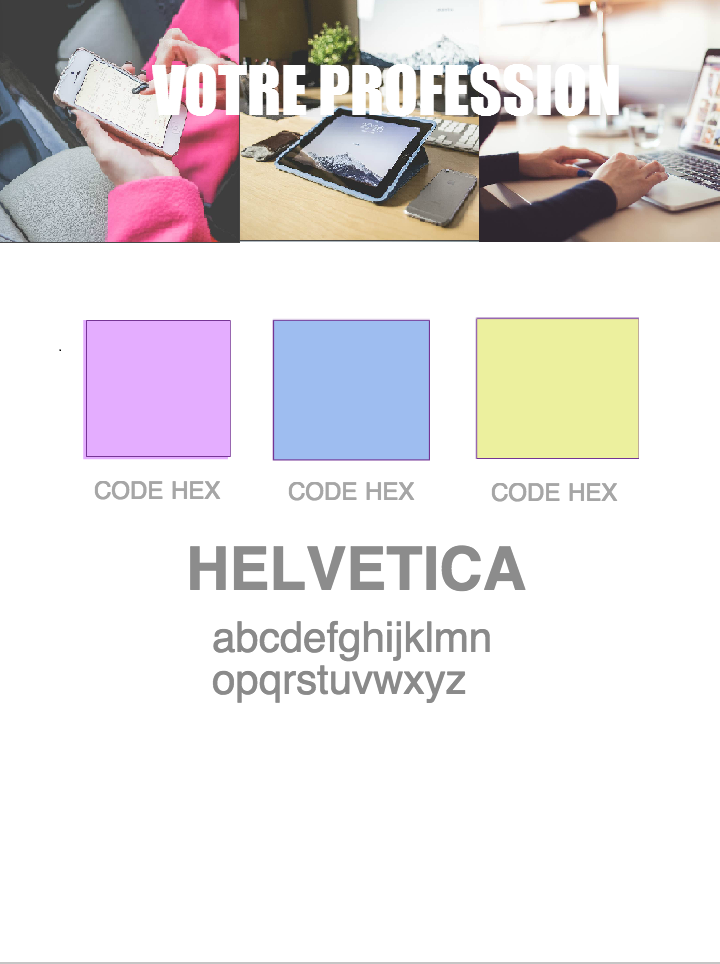 VOTRE PROFESSION
CODE HEX
CODE HEX
CODE HEX
HELVETICA
abcdefghijklmn
opqrstuvwxyz